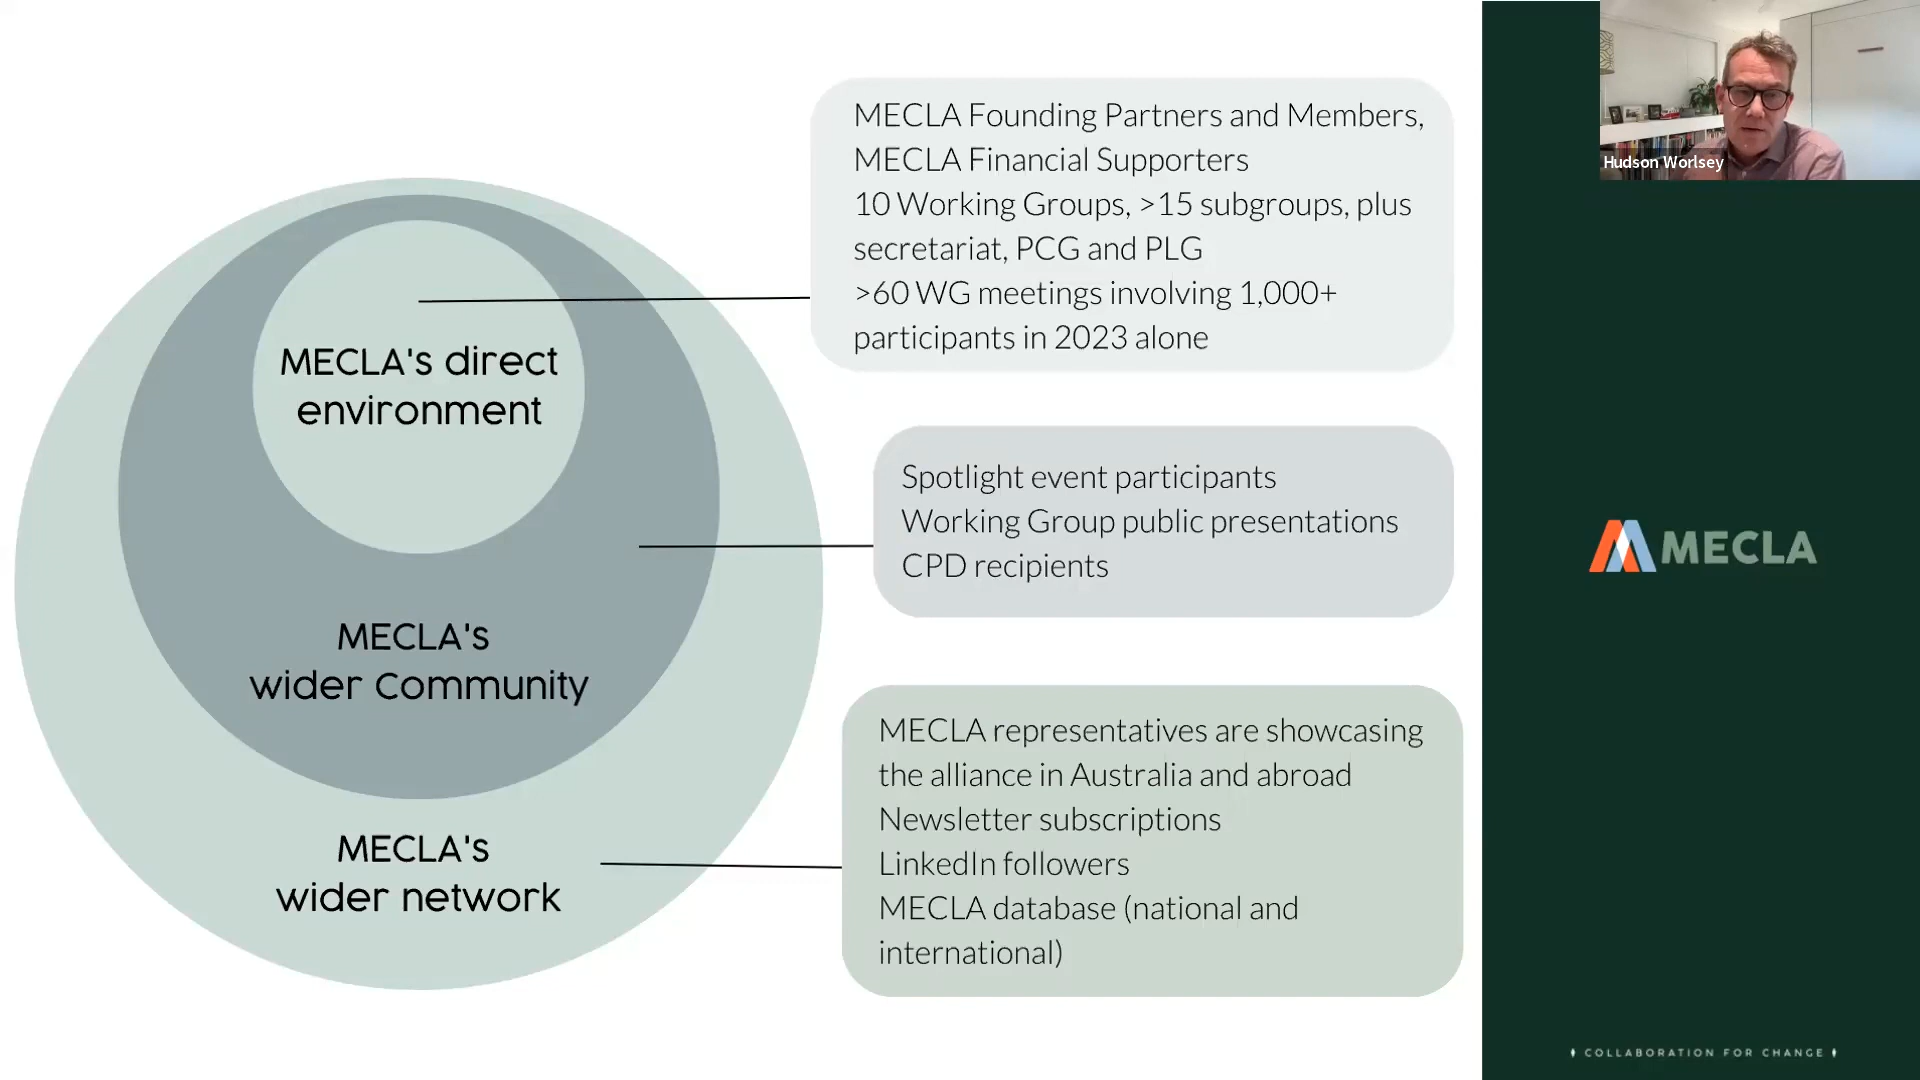 MECLA's direct
environment
MECLA's
wider Community
MECLA's
wider network
MECLA Founding Partners and Members,
MECLA Financial Supporters
10 Working Groups, >15 subgroups, plus
secretariat, PCG and PLG
>60 WG meetings involving 1,000+
participants in 2023 alone
Spotlight event participants
Working Group public presentations
CPD recipients
MECLA representatives are showcasing
the alliance in Australia and abroad
Newsletter subscriptions
LinkedIn followers
MECLA database (national and
international)
Hudson Worlsey
MECLA
COLLABORATION FOR CHANGE